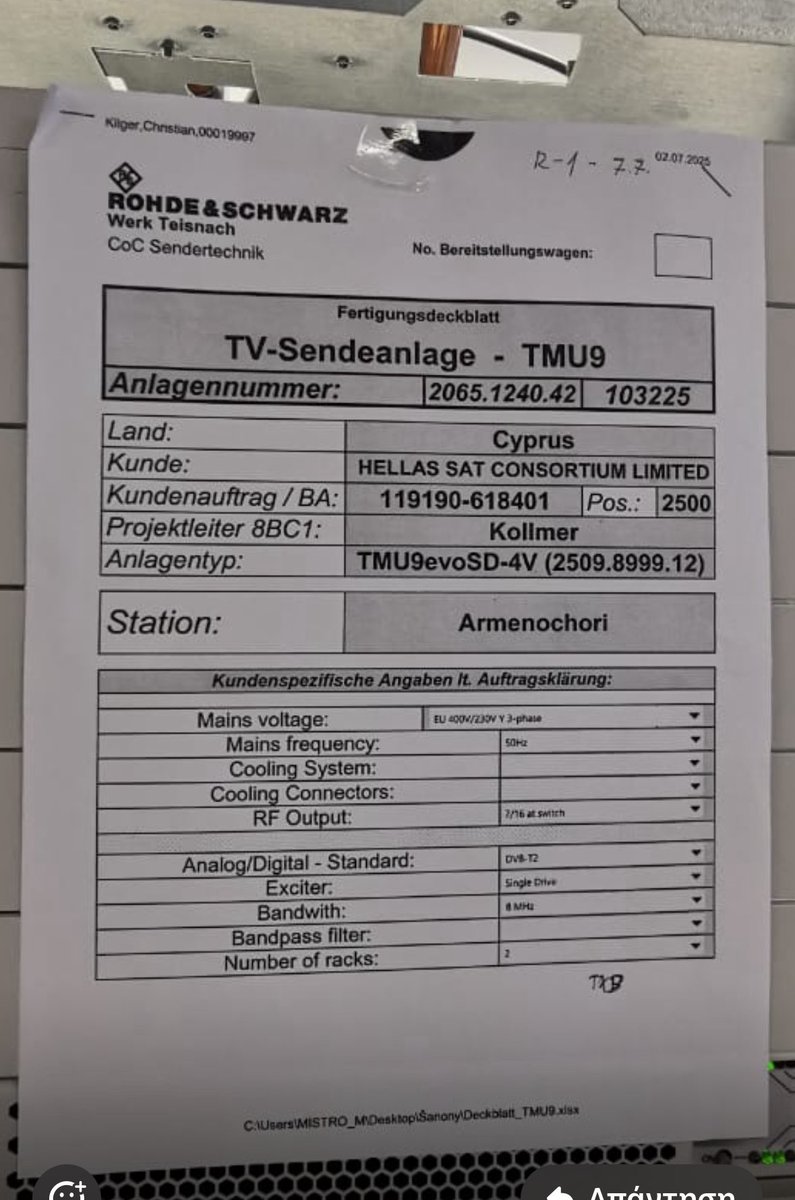 Kilger,Christian,00019997
R-1 - 7.7. 02.07.2025
ROHDE & SCHWARZ
Werk Teisnach
CoC Sendertechnik
No. Bereitstellungswagen:
Fertigungsdeckblatt
TV-Sendeanlage - TMU9
Anlagennummer: 2065.1240.42 103225
Land: Cyprus
Kunde: HELLAS SAT CONSORTIUM LIMITED
Kundenauftrag / BA: 119190-618401 Pos.: 2500
Projektleiter 8BC1: Kollmer
Anlagentyp: TMU9evoSD-4V (2509.8999.12)
Station: Armenochori
Kundenspezifische Angaben lt. Auftragsklärung:
Mains voltage: EU 400V/230V Y 3-phase
Mains frequency: 50Hz
Cooling System:
Cooling Connectors:
RF Output: 7/16 at switch
Analog/Digital - Standard: DVB-T2
Exciter: Single Drive
Bandwith: 8 MHz
Bandpass filter:
Number of racks: 2
TXB
C:\Users\MISTRO_M\Desktop\Šanony\Deckblatt_TMU9.xlsx
Απάντηση